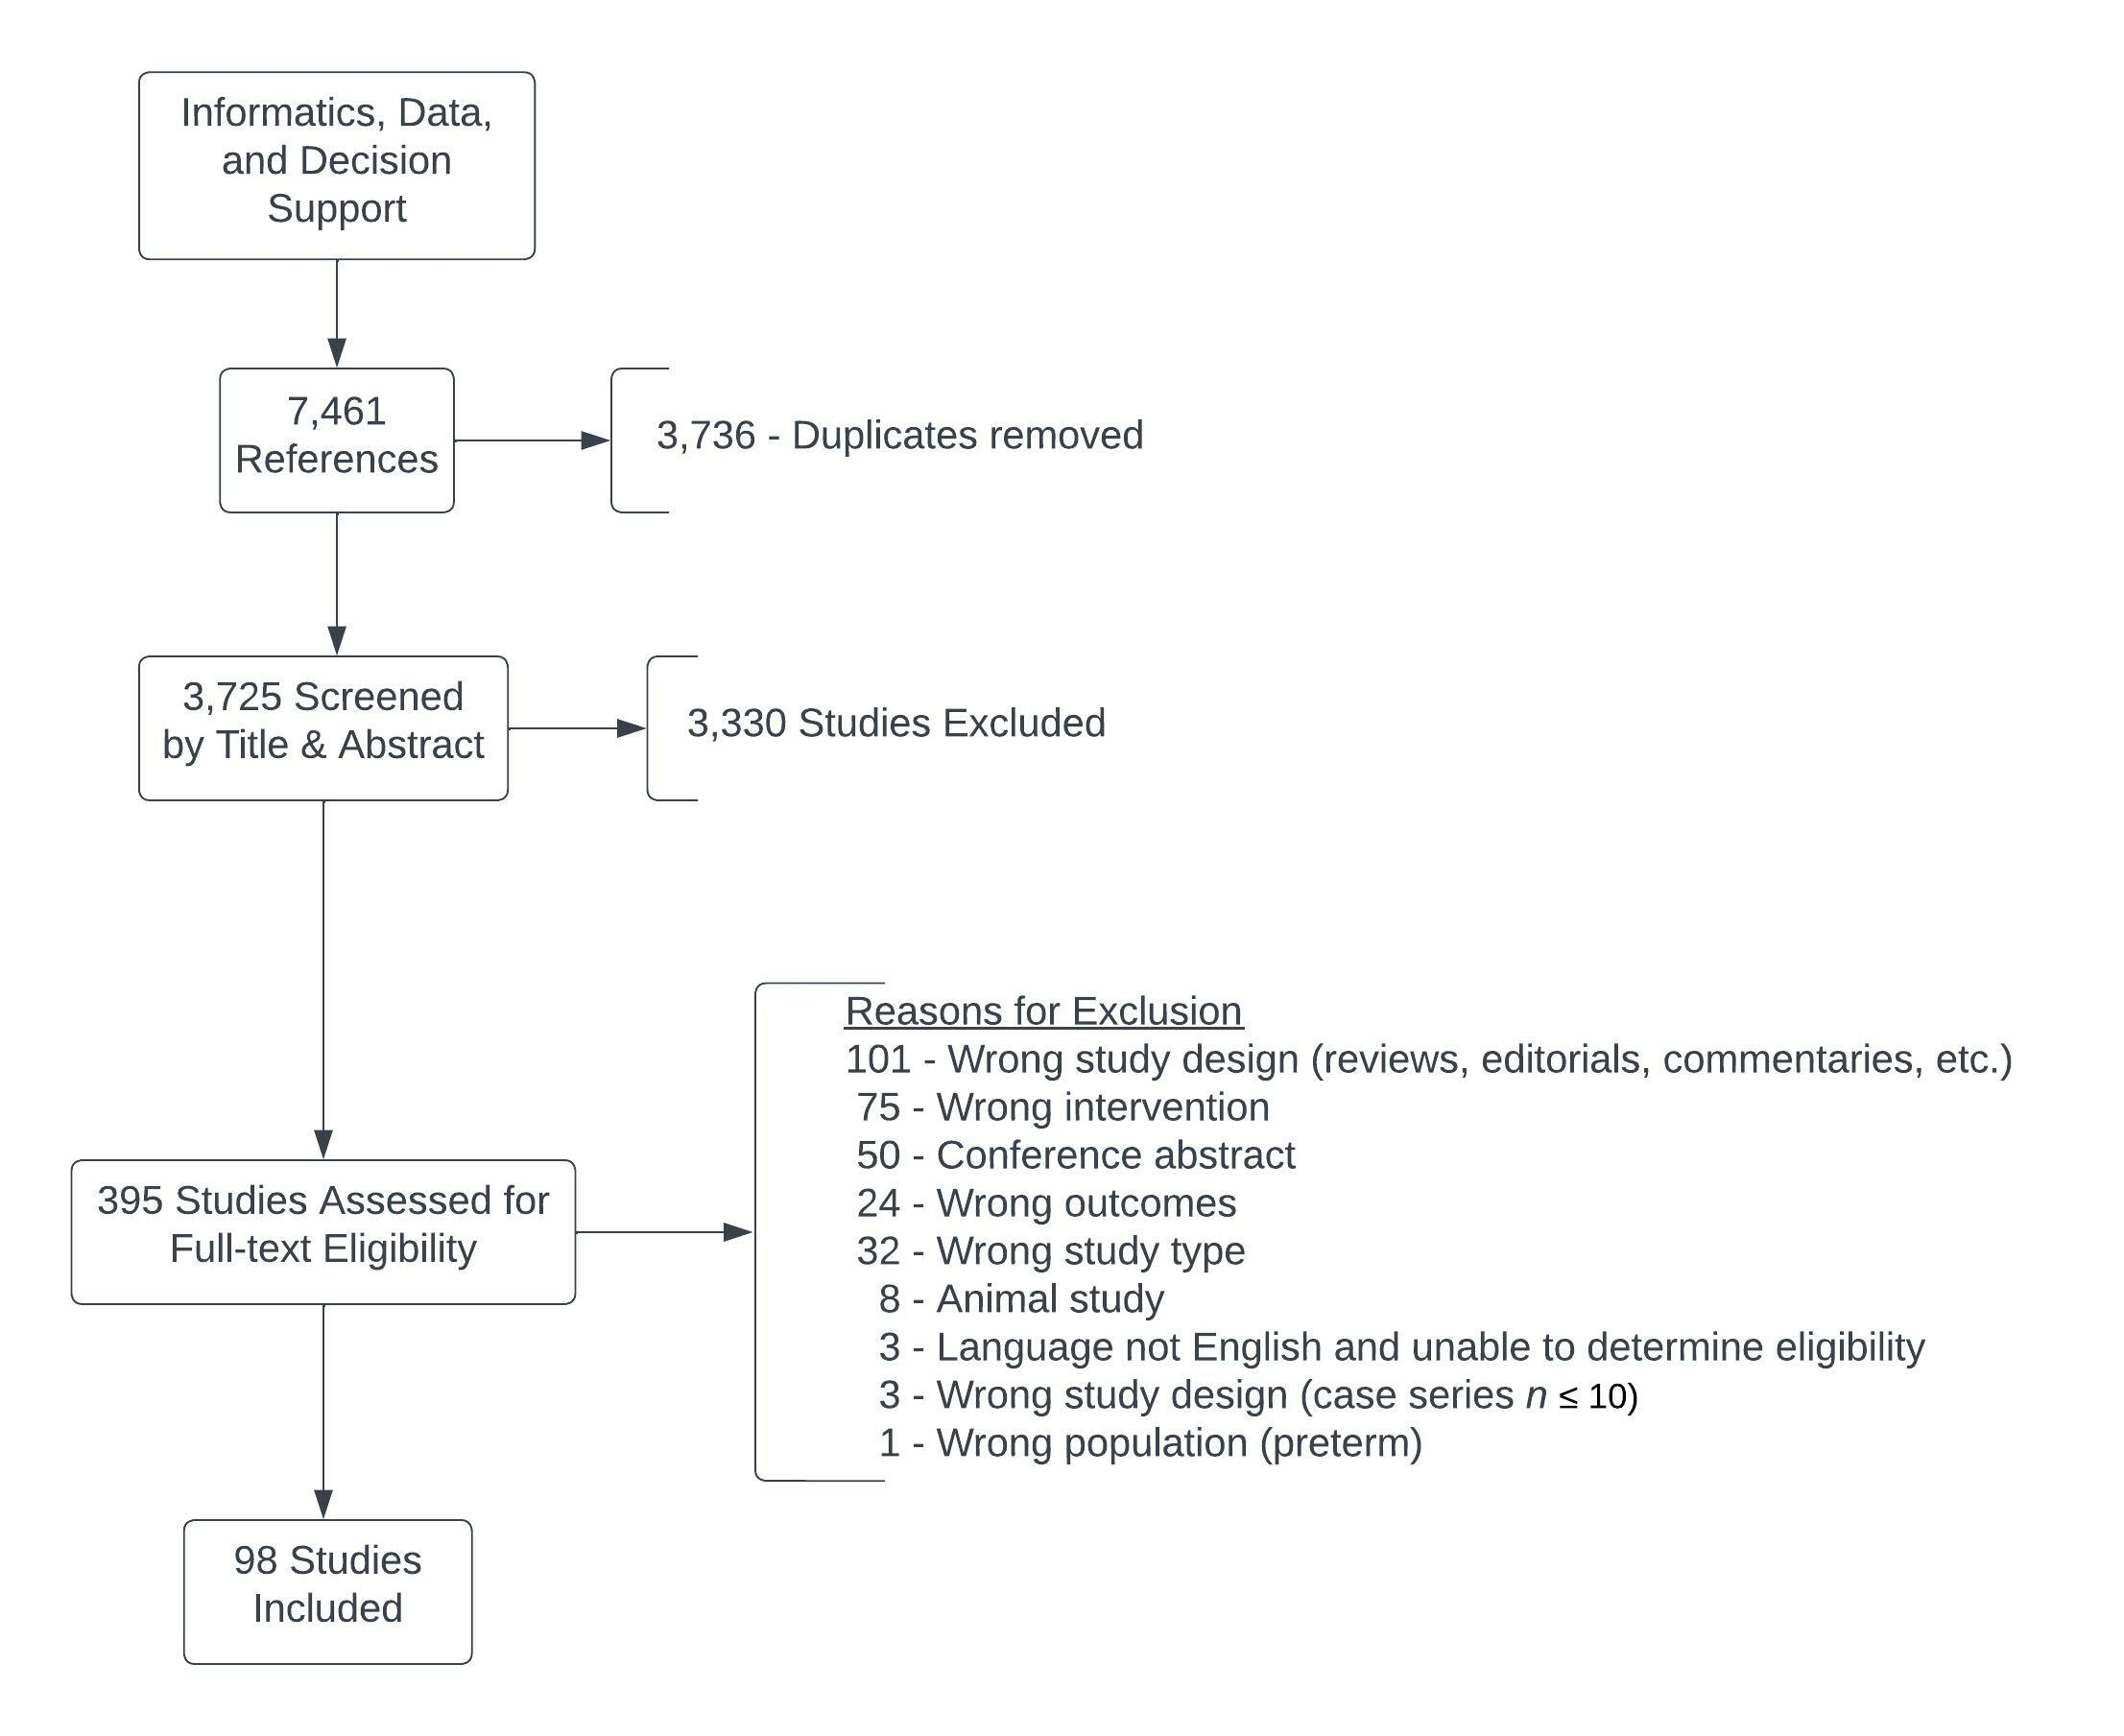 Informatics, Data,
and Decision
Support
7,461
References
3,736 - Duplicates removed
3,725 Screened
by Title & Abstract
3,330 Studies Excluded
395 Studies Assessed for
Full-text Eligibility
Reasons for Exclusion
101 - Wrong study design (reviews, editorials, commentaries, etc.)
75 - Wrong intervention
50 - Conference abstract
24 - Wrong outcomes
32 - Wrong study type
8 - Animal study
3 - Language not English and unable to determine eligibility
3 - Wrong study design (case series n ≤ 10)
1 - Wrong population (preterm)
98 Studies
Included